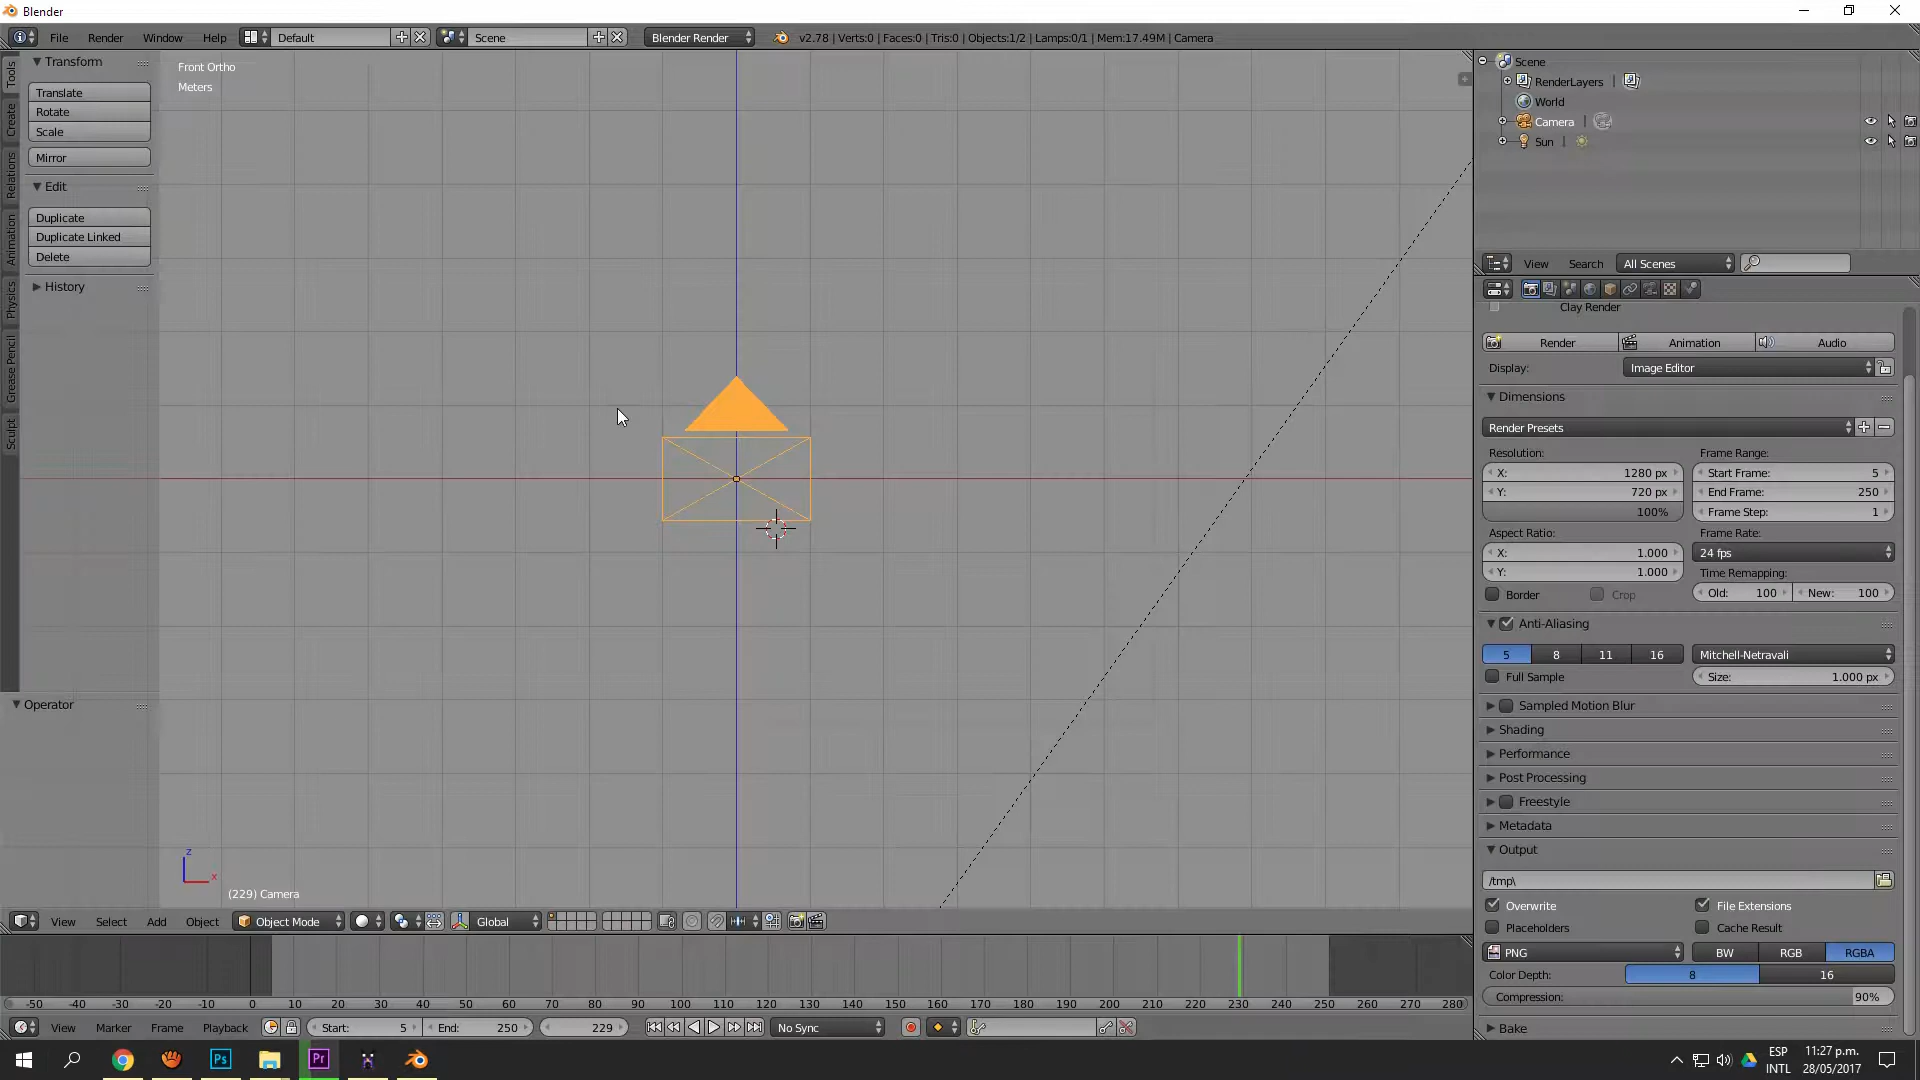 Blender
File Render Window Help Default Scene Blender Render v2.78 | Verts:0 | Faces:0 | Tris:0 | Objects:1/2 | Lamps:0/1 | Mem:17.49M | Camera
Tools
Create
Relations
Animation
Physics
Grease Pencil
Sculpt
Transform
Translate
Rotate
Scale
Mirror
Edit
Duplicate
Duplicate Linked
Delete
History
Operator
Front Ortho
Meters
z
x
(229) Camera
View Select Add Object Object Mode Global
Scene
RenderLayers
World
Camera
Sun
View Search All Scenes
Clay Render
Render Animation Audio
Display: Image Editor
Dimensions
Render Presets
Resolution: Frame Range:
X: 1280 px Start Frame: 5
Y: 720 px End Frame: 250
100% Frame Step: 1
Aspect Ratio: Frame Rate:
X: 1.000 24 fps
Y: 1.000 Time Remapping:
Border Crop Old: 100 New: 100
Anti-Aliasing
5 8 11 16 Mitchell-Netravali
Full Sample Size: 1.000 px
Sampled Motion Blur
Shading
Performance
Post Processing
Freestyle
Metadata
Output
/tmp\
Overwrite File Extensions
Placeholders Cache Result
PNG BW RGB RGBA
Color Depth: 8 16
Compression: 90%
Bake
-50 -40 -30 -20 -10 0 10 20 30 40 50 60 70 80 90 100 110 120 130 140 150 160 170 180 190 200 210 220 230 240 250 260 270 280
View Marker Frame Playback Start: 5 End: 250 229 No Sync
Ps Pr ESP 11:27 p.m.
INTL 28/05/2017